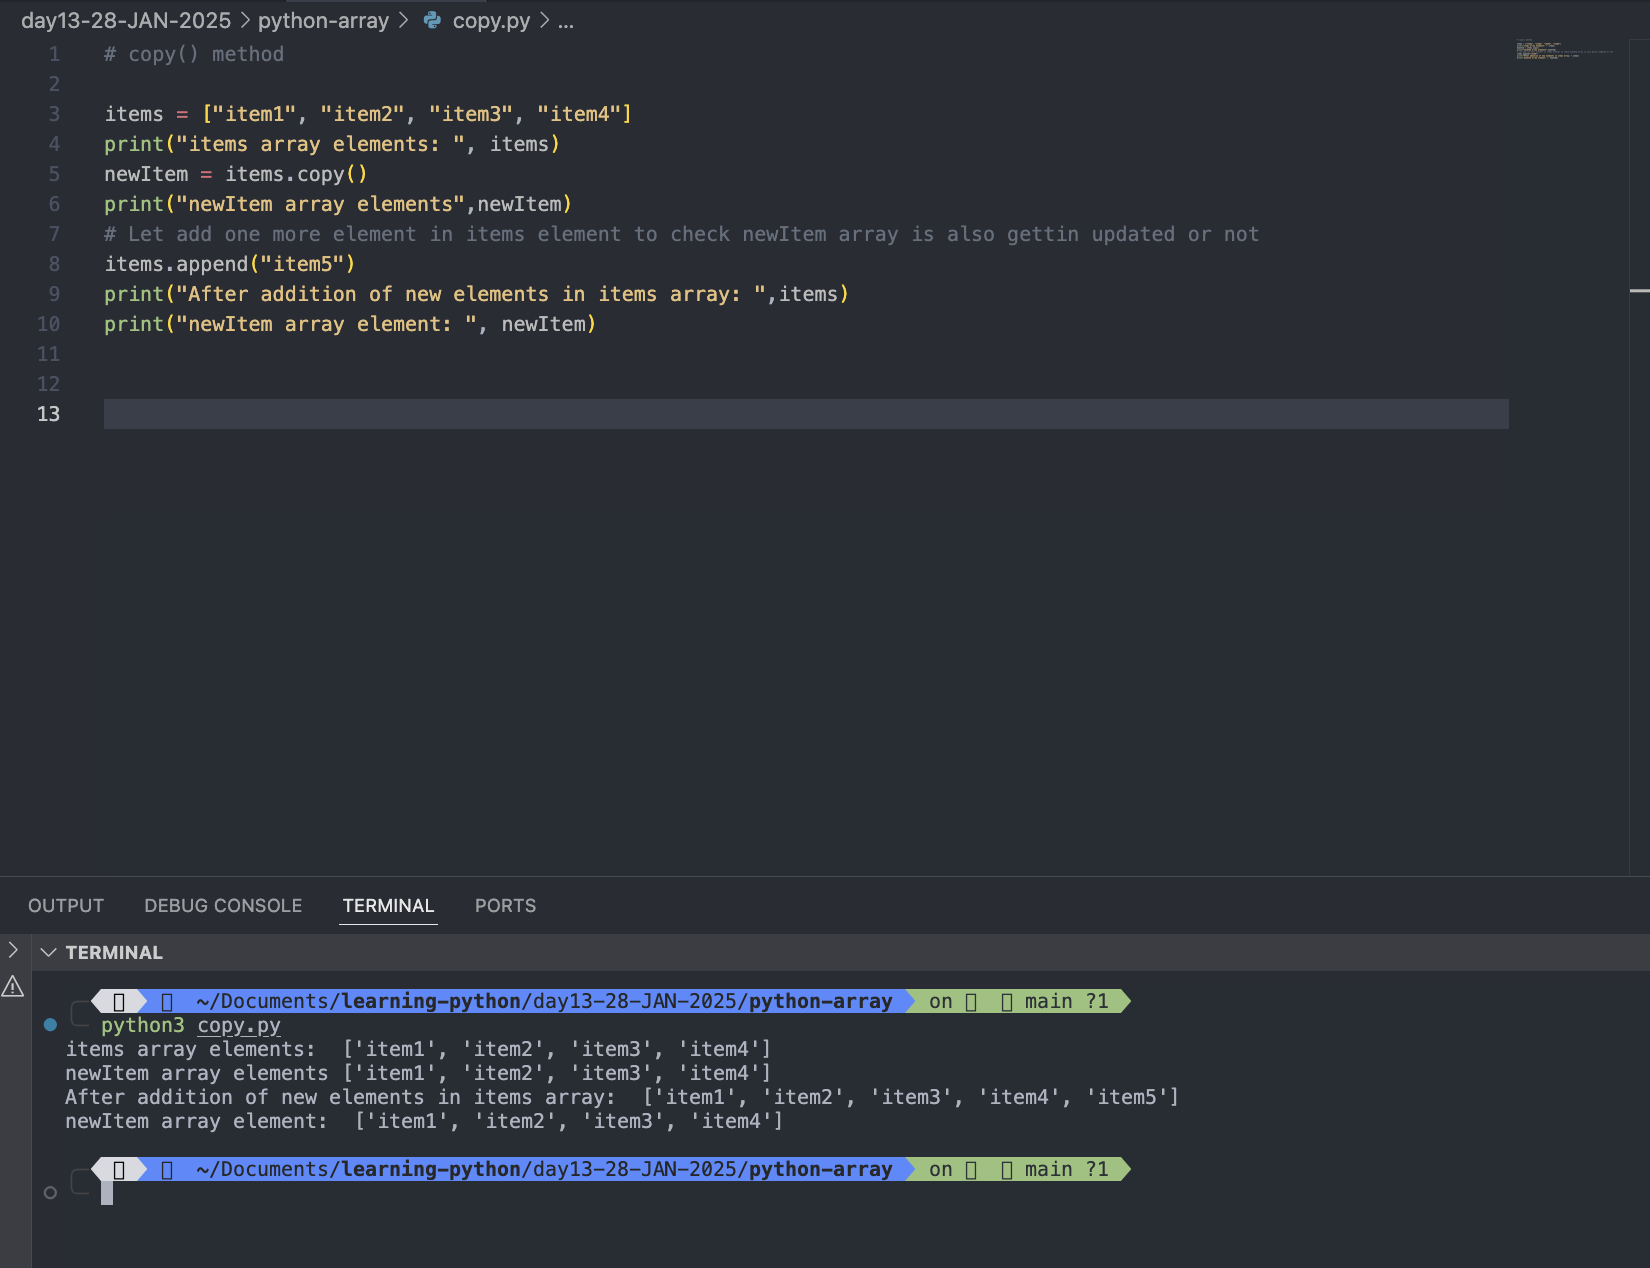 day13-28-JAN-2025 > python-array > copy.py > ...
1 # copy() method
2
3 items = ["item1", "item2", "item3", "item4"]
4 print("items array elements: ", items)
5 newItem = items.copy()
6 print("newItem array elements",newItem)
7 # Let add one more element in items element to check newItem array is also gettin updated or not
8 items.append("item5")
9 print("After addition of new elements in items array: ",items)
10 print("newItem array element: ", newItem)
11
12
13
OUTPUT DEBUG CONSOLE TERMINAL PORTS
TERMINAL
~/Documents/learning-python/day13-28-JAN-2025/python-array on main ?1
python3 copy.py
items array elements:  ['item1', 'item2', 'item3', 'item4']
newItem array elements ['item1', 'item2', 'item3', 'item4']
After addition of new elements in items array:  ['item1', 'item2', 'item3', 'item4', 'item5']
newItem array element:  ['item1', 'item2', 'item3', 'item4']
~/Documents/learning-python/day13-28-JAN-2025/python-array on main ?1